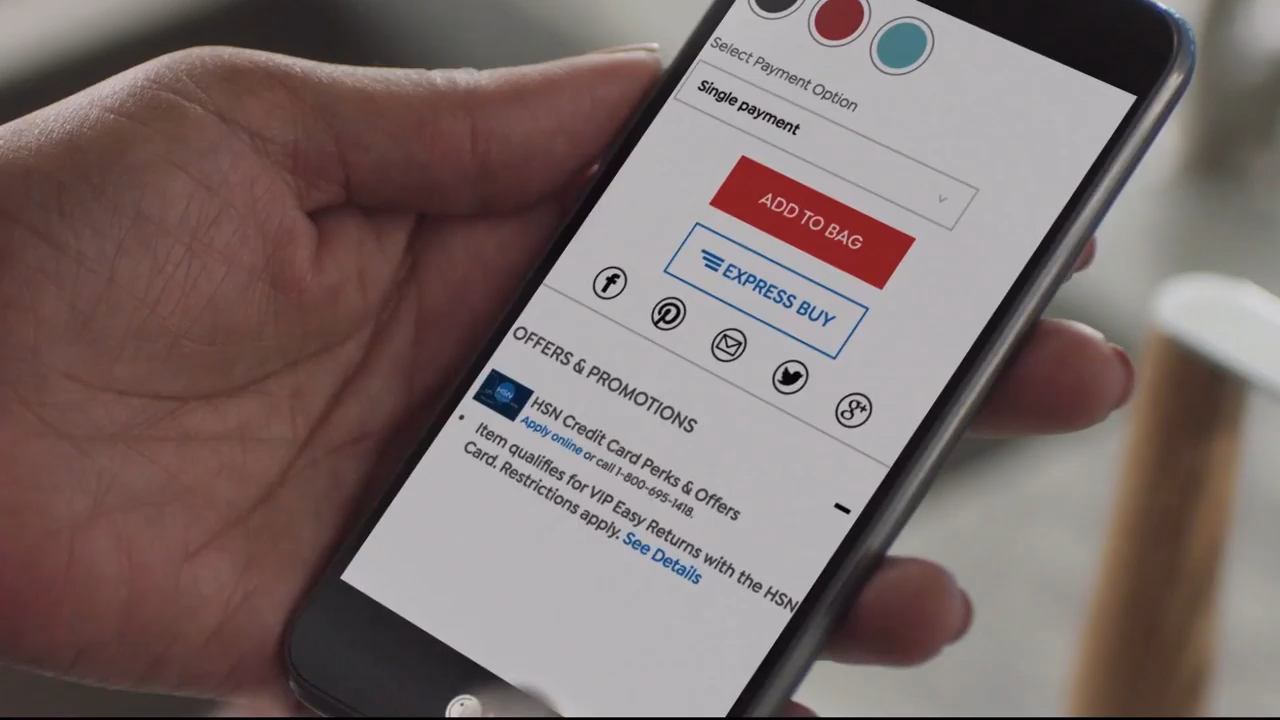 Select Payment Option
Single payment
ADD TO BAG
EXPRESS BUY
OFFERS & PROMOTIONS
HSN
HSN Credit Card Perks & Offers
Apply online or call 1-800-695-1418.
Item qualifies for VIP Easy Returns with the HSN
Card. Restrictions apply. See Details